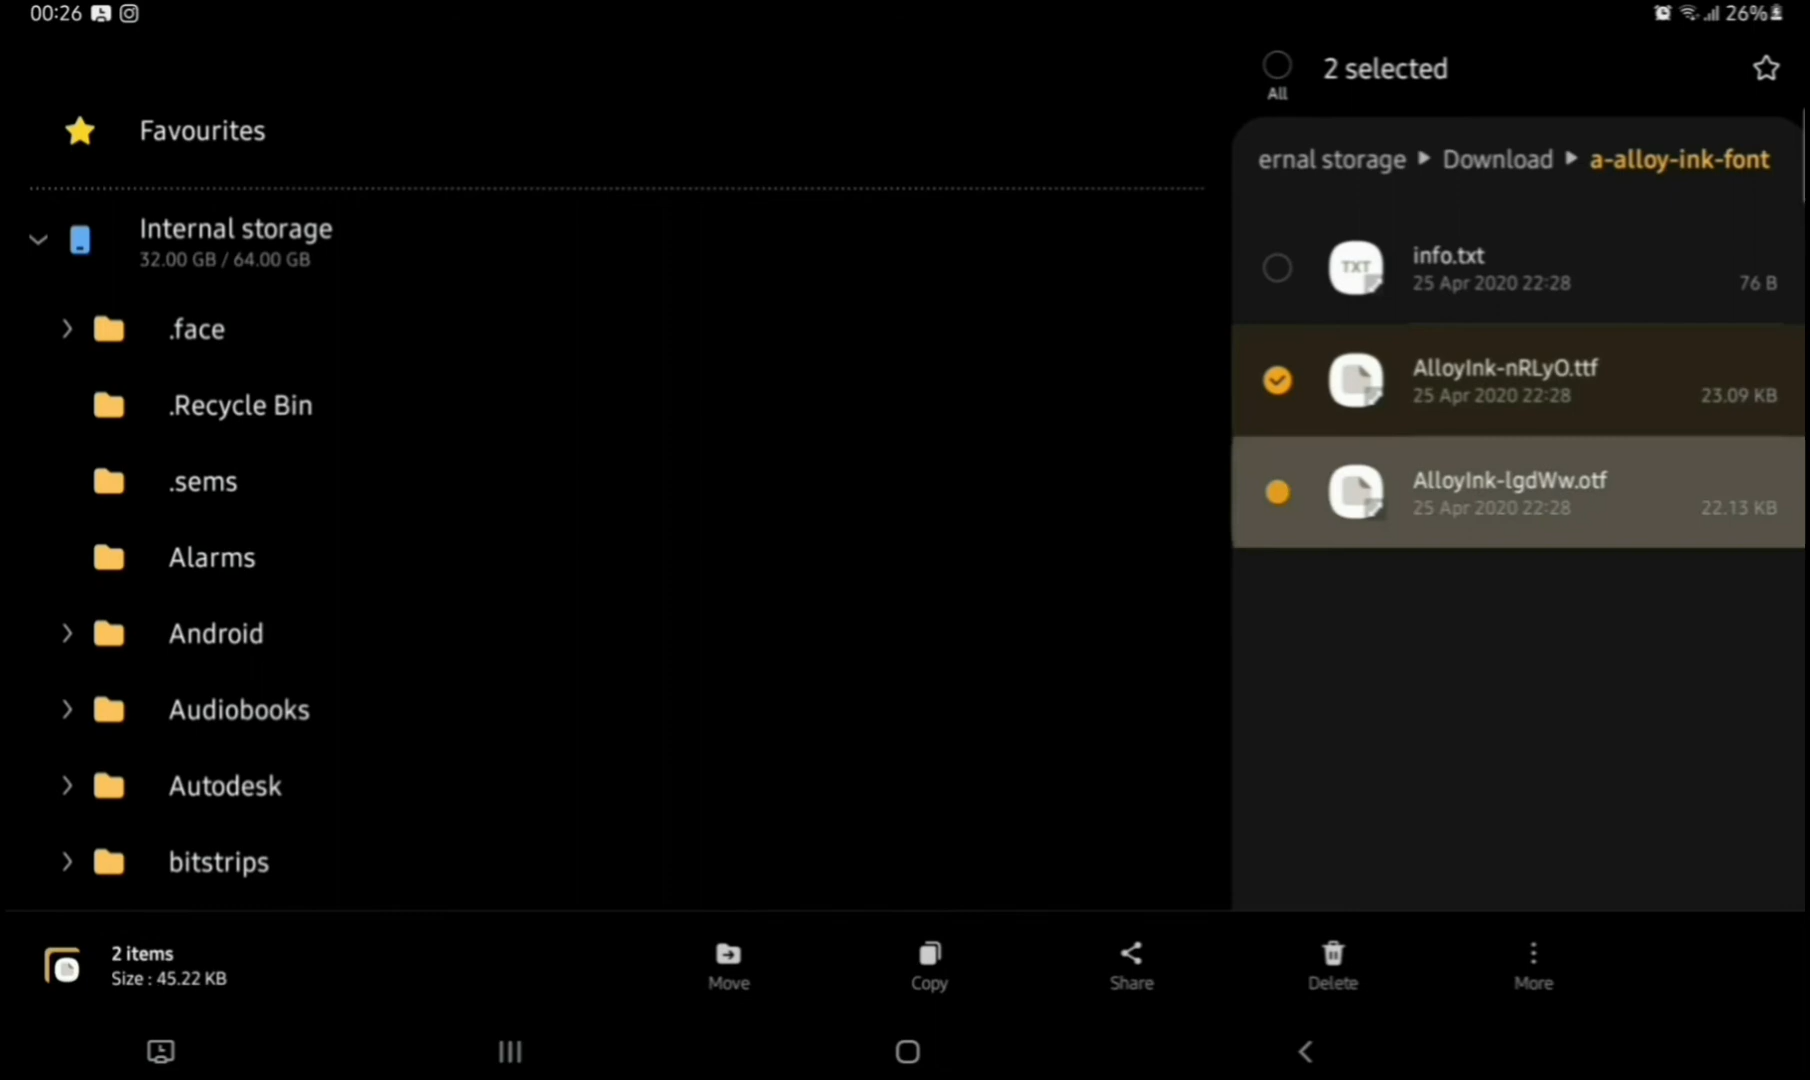 00:26
26%
All
2 selected
Favourites
ernal storage
Download
a-alloy-ink-font
Internal storage
32.00 GB / 64.00 GB
TXT
info.txt
25 Apr 2020 22:28
76 B
.face
AlloyInk-nRLyO.ttf
25 Apr 2020 22:28
23.09 KB
.Recycle Bin
.sems
AlloyInk-lgdWw.otf
25 Apr 2020 22:28
22.13 KB
Alarms
Android
Audiobooks
Autodesk
bitstrips
2 items
Size : 45.22 KB
Move
Copy
Share
Delete
More